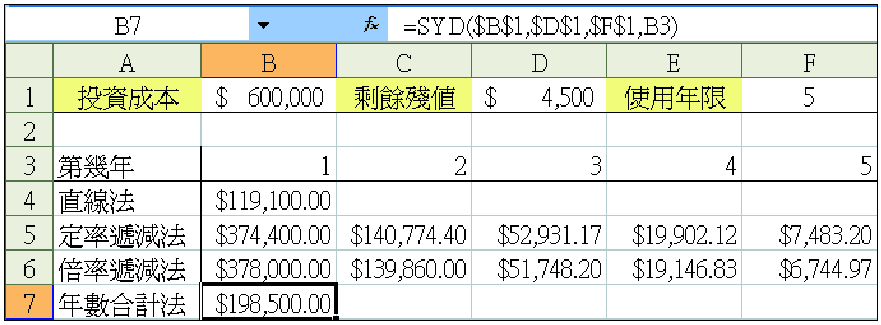 B7 fx =SYD($B$1,$D$1,$F$1,B3)
A B C D E F
1 投資成本 $ 600,000 剩餘殘值 $ 4,500 使用年限 5
2
3 第幾年 1 2 3 4 5
4 直線法 $119,100.00
5 定率遞減法 $374,400.00 $140,774.40 $52,931.17 $19,902.12 $7,483.20
6 倍率遞減法 $378,000.00 $139,860.00 $51,748.20 $19,146.83 $6,744.97
7 年數合計法 $198,500.00